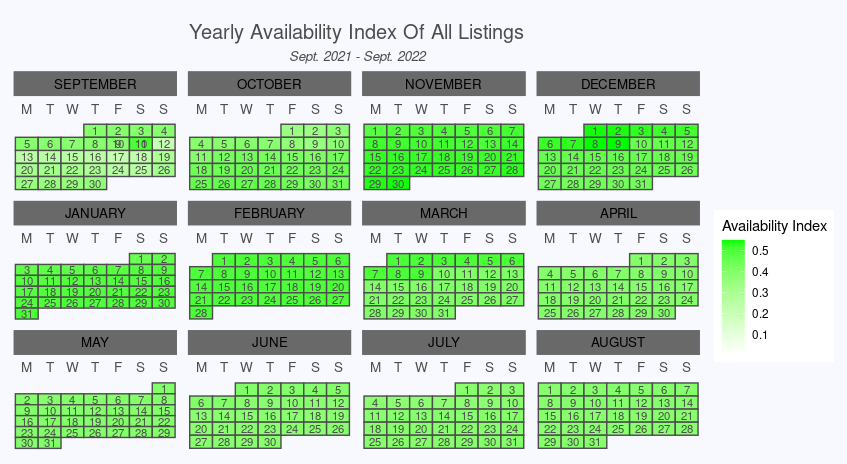 Yearly Availability Index Of All Listings
Sept. 2021 - Sept. 2022
SEPTEMBER
M T W T F S S
1 2 3 4
5 6 7 8 12
13 14 15 16 17 18 19
20 21 22 23 24 25 26
27 28 29 30
OCTOBER
M T W T F S S
1 2 3
4 5 6 7 8 9 10
11 12 13 14 15 16 17
18 19 20 21 22 23 24
25 26 27 28 29 30 31
NOVEMBER
M T W T F S S
1 2 3 4 5 6 7
8 9 10 11 12 13 14
15 16 17 18 19 20 21
22 23 24 25 26 27 28
29 30
DECEMBER
M T W T F S S
1 2 3 4 5
6 7 8 9 10 11 12
13 14 15 16 17 18 19
20 21 22 23 24 25 26
27 28 29 30 31
JANUARY
M T W T F S S
1 2
3 4 5 6 7 8 9
10 11 12 13 14 15 16
17 18 19 20 21 22 23
24 25 26 27 28 29 30
31
FEBRUARY
M T W T F S S
1 2 3 4 5 6
7 8 9 10 11 12 13
14 15 16 17 18 19 20
21 22 23 24 25 26 27
28
MARCH
M T W T F S S
1 2 3 4 5 6
7 8 9 10 11 12 13
14 15 16 17 18 19 20
21 22 23 24 25 26 27
28 29 30 31
APRIL
M T W T F S S
1 2 3
4 5 6 7 8 9 10
11 12 13 14 15 16 17
18 19 20 21 22 23 24
25 26 27 28 29 30
MAY
M T W T F S S
1
2 3 4 5 6 7 8
9 10 11 12 13 14 15
16 17 18 19 20 21 22
23 24 25 26 27 28 29
30 31
JUNE
M T W T F S S
1 2 3 4 5
6 7 8 9 10 11 12
13 14 15 16 17 18 19
20 21 22 23 24 25 26
27 28 29 30
JULY
M T W T F S S
1 2 3
4 5 6 7 8 9 10
11 12 13 14 15 16 17
18 19 20 21 22 23 24
25 26 27 28 29 30 31
AUGUST
M T W T F S S
1 2 3 4 5 6 7
8 9 10 11 12 13 14
15 16 17 18 19 20 21
22 23 24 25 26 27 28
29 30 31
Availability Index
0.5
0.4
0.3
0.2
0.1